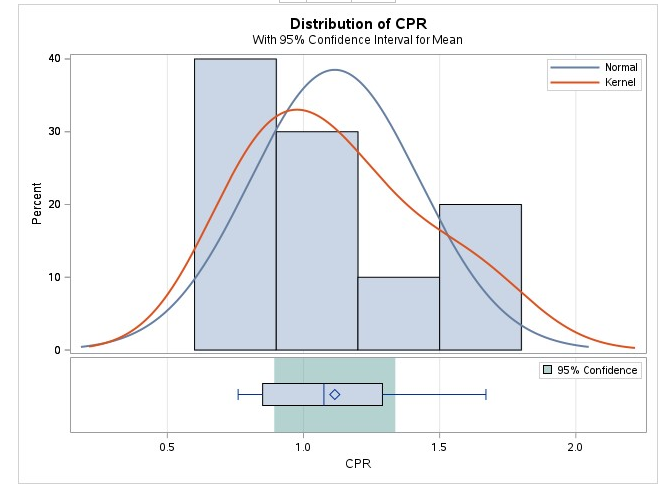 Distribution of CPR
With 95% Confidence Interval for Mean
40
30
20
10
0
Percent
Normal
Kernel
95% Confidence
0.5
1.0
1.5
2.0
CPR